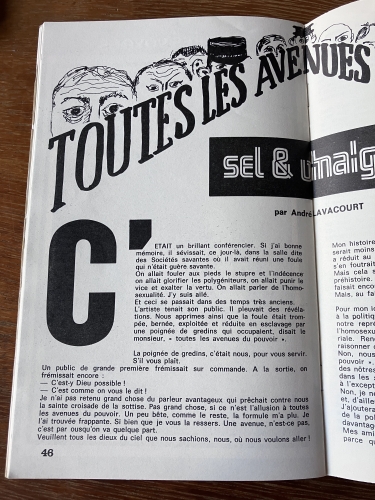 TOUTES LES AVENUES
sel & vinaig
par André LAVACOURT
C'ETAIT un brillant conférencier. Si j'ai bonne
mémoire, il sévissait, ce jour-là, dans la salle dite
des Sociétés savantes où il avait réuni une foule
qui n'était guère savante.
On allait fouler aux pieds le stupre et l'indécence
on allait glorifier les polygéniteurs, on allait punir le
vice et exalter la vertu. On allait parler de l'homo-
sexualité. J'y suis allé.
Et ceci se passait dans des temps très anciens.
L'artiste tenait son public. Il pleuvait des révéla-
tions. Nous apprîmes ainsi que la foule était trom-
pée, bernée, exploitée et réduite en esclavage par
une poignée de gredins qui occupaient, disait le
monsieur, « toutes les avenues du pouvoir ».
La poignée de gredins, c'était nous, pour vous servir.
S'il vous plaît.
Un public de grande première frémissait avec ensemble. A la sortie, on
frémissait encore :
— C'est-y Dieu possible !
— C'est comme on vous le dit !
Je n'ai pas retenu grand chose du parleur avantageux qui prêchait contre nous
la sainte croisade de la sottise. Pas grand chose, si ce n'est l'allusion à toutes
les avenues du pouvoir. Un peu bête, comme le reste, la formule m'a plu. Je
l'ai trouvée frappante. Si bien que je vous la ressers. Une avenue, n'est-ce pas,
c'est par ousqu'on va quelque part.
Veuillent tous les dieux du ciel que nous sachions, nous, où nous voulons aller !
46
Mon histoire
serait moins
a réduit au
s'en foutrait
Mais cela s
préhistoire.
faisait enco
Mais, au fa
Pour mon
à la politiqu
notre r
l'homosexue
riale. Ren
raisonner c
Non, nous
pouvoir
des nôtres
dans les
à l'except
Non, je ne
et, d'aille
J'ajoutera
de la pol
davantag
Mes ami
parce qu